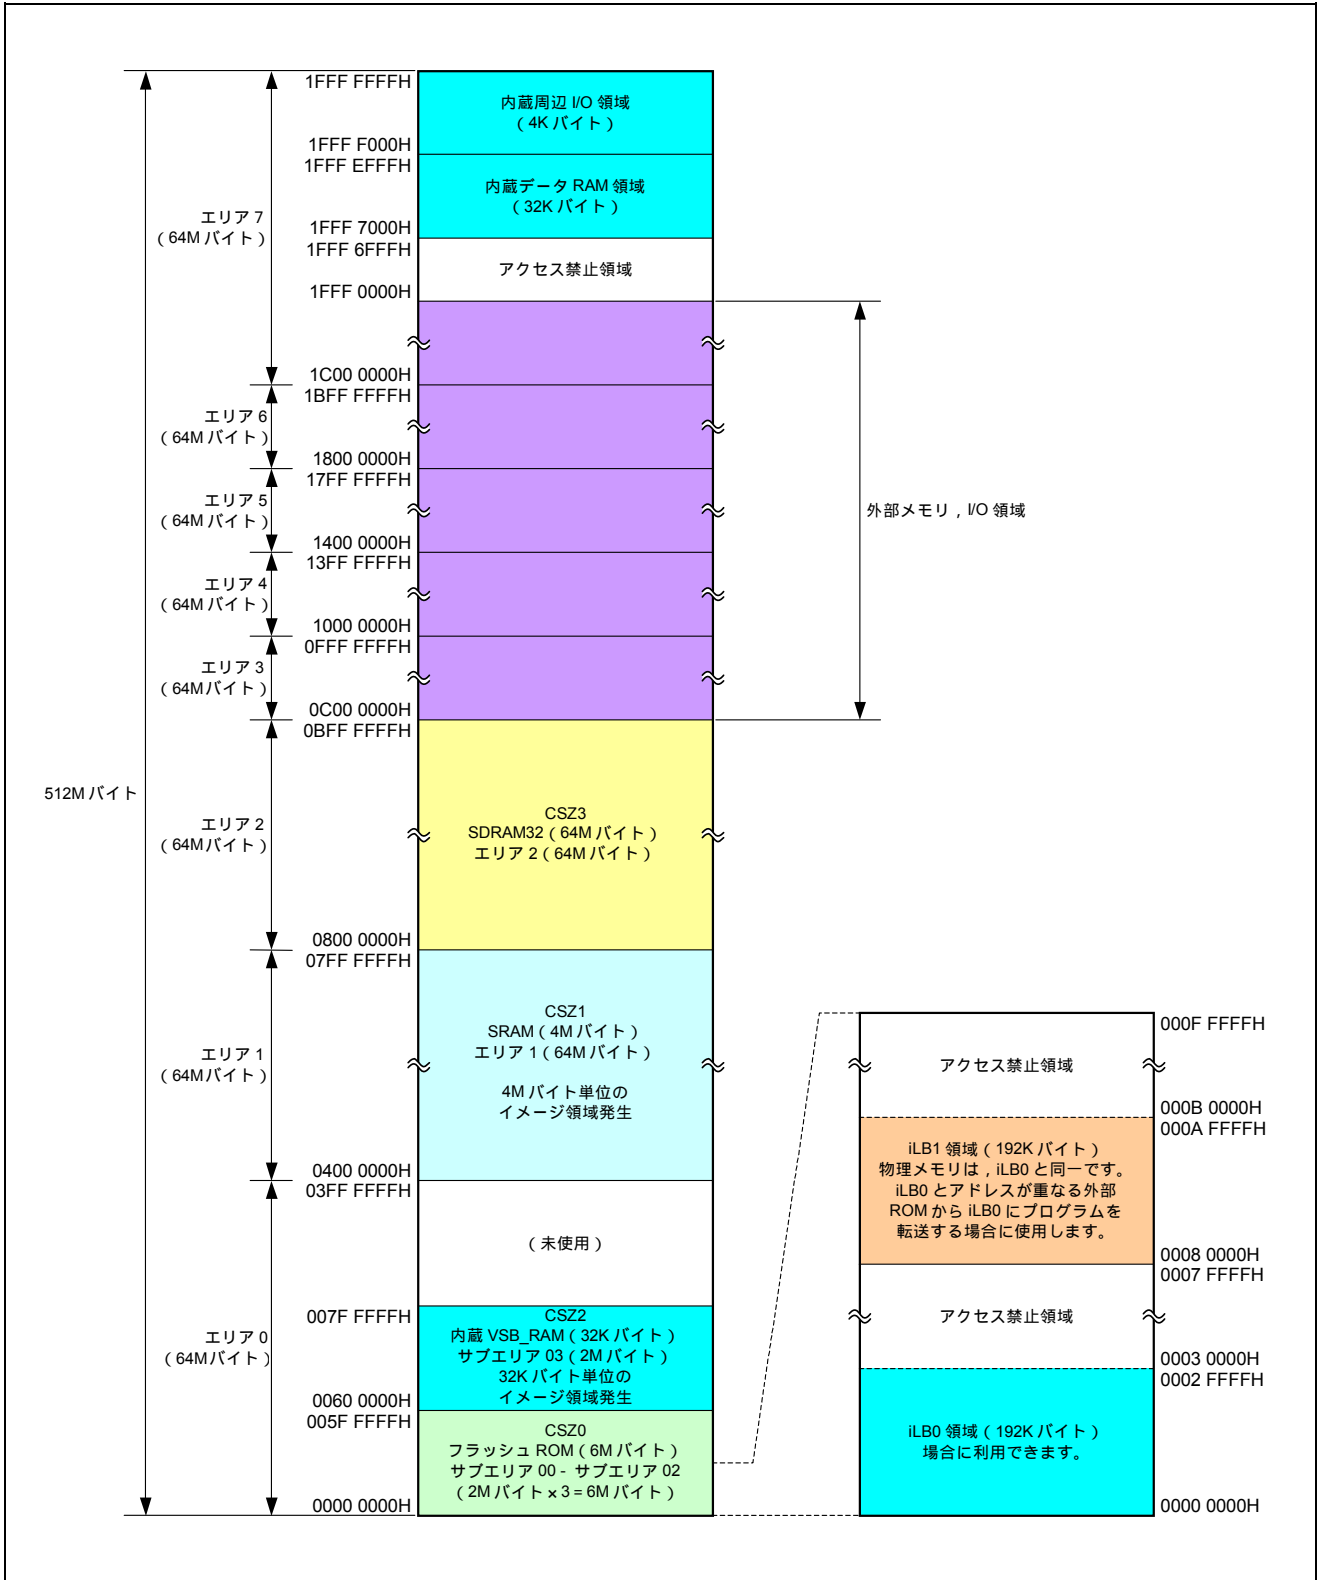 512M バイト
エリア 7
( 64M バイト )
エリア 6
( 64M バイト )
エリア 5
( 64M バイト )
エリア 4
( 64M バイト )
エリア 3
( 64Mバイト )
エリア 2
( 64Mバイト )
エリア 1
( 64Mバイト )
エリア 0
( 64Mバイト )
1FFF FFFFH
1FFF F000H
1FFF EFFFH
1FFF 7000H
1FFF 6FFFH
1FFF 0000H
1C00 0000H
1BFF FFFFH
1800 0000H
17FF FFFFH
1400 0000H
13FF FFFFH
1000 0000H
0FFF FFFFH
0C00 0000H
0BFF FFFFH
0800 0000H
07FF FFFFH
0400 0000H
03FF FFFFH
007F FFFFH
0060 0000H
005F FFFFH
0000 0000H
内蔵周辺 I/O 領域
( 4K バイト )
内蔵データ RAM 領域
( 32K バイト )
アクセス禁止領域
CSZ3
SDRAM32 ( 64M バイト )
エリア 2 ( 64M バイト )
CSZ1
SRAM ( 4M バイト )
エリア 1 ( 64M バイト )
4M バイト単位の
イメージ領域発生
( 未使用 )
CSZ2
内蔵 VSB_RAM ( 32K バイト )
サブエリア 03 ( 2M バイト )
32K バイト単位の
イメージ領域発生
CSZ0
フラッシュ ROM ( 6M バイト )
サブエリア 00 - サブエリア 02
( 2M バイト × 3 = 6M バイト )
外部メモリ , I/O 領域
アクセス禁止領域
iLB1 領域 ( 192K バイト )
物理メモリは , iLB0 と同一です。
iLB0 とアドレスが重なる外部
ROM から iLB0 にプログラムを
転送する場合に使用します。
アクセス禁止領域
iLB0 領域 ( 192K バイト )
場合に利用できます。
000F FFFFH
000B 0000H
000A FFFFH
0008 0000H
0007 FFFFH
0003 0000H
0002 FFFFH
0000 0000H